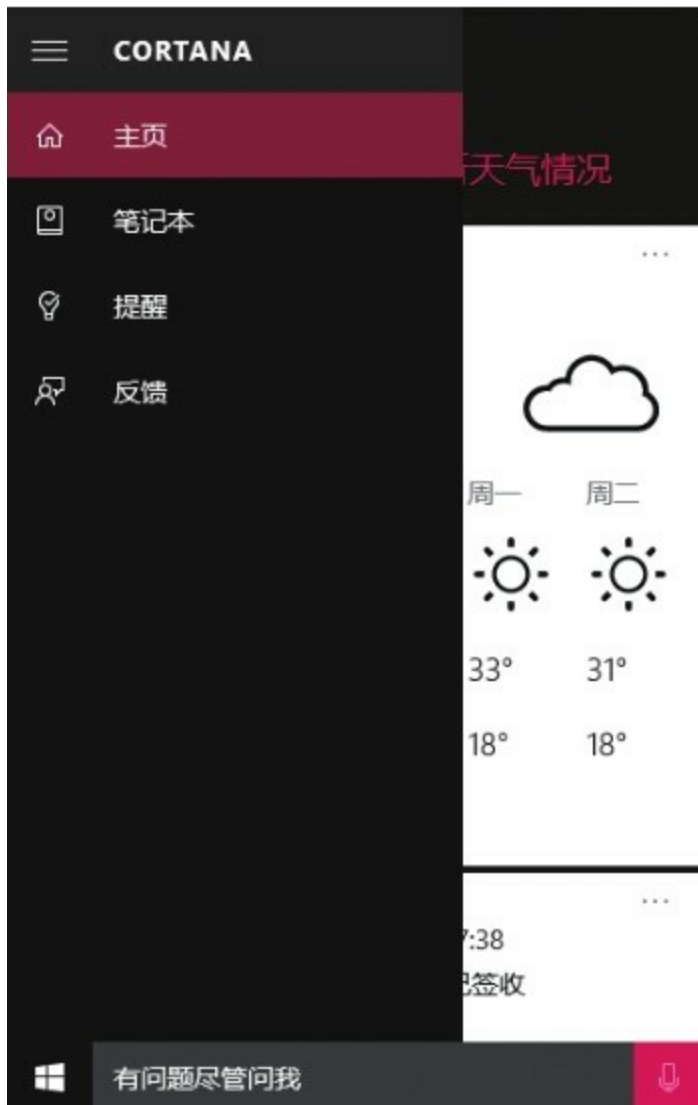 CORTANA
主页
天气情况
笔记本
提醒
反馈
周一 周二
33° 31°
18° 18°
:38
签收
有问题尽管问我